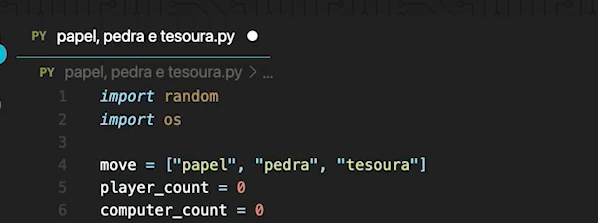 PY papel, pedra e tesoura.py
PY papel, pedra e tesoura.py > ...
1 import random
2 import os
3
4 move = ["papel", "pedra", "tesoura"]
5 player_count = 0
6 computer_count = 0